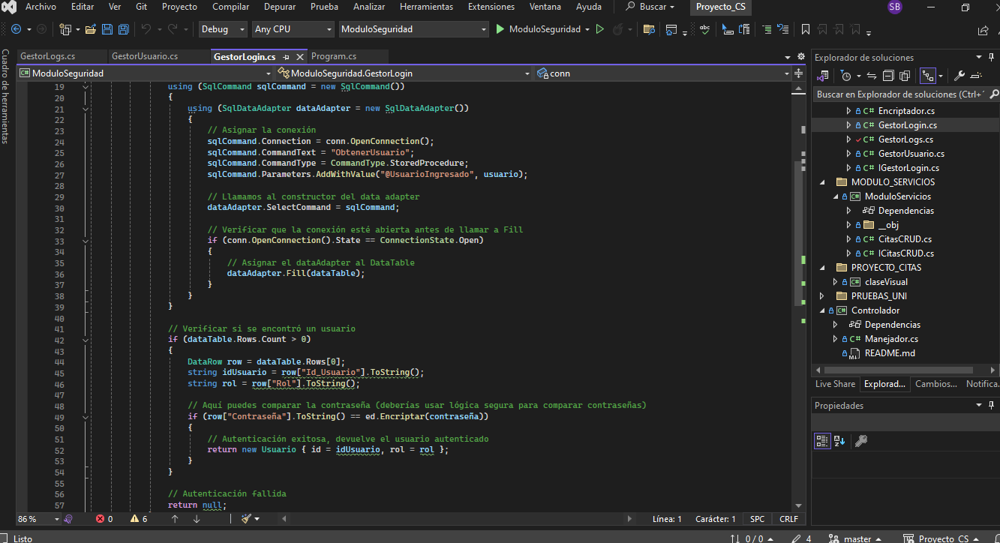 Archivo Editar Ver Git Proyecto Compilar Depurar Prueba Analizar Herramientas Extensiones Ventana Ayuda Buscar Proyecto_CS SB
Debug Any CPU ModuloSeguridad ModuloSeguridad
Cuadro de herramientas
GestorLogs.cs GestorUsuario.cs GestorLogin.cs Program.cs
ModuloSeguridad ModuloSeguridad.GestorLogin conn
19 using (SqlCommand sqlCommand = new SqlCommand())
20 {
21 using (SqlDataAdapter dataAdapter = new SqlDataAdapter())
22 {
23 // Asignar la conexión
24 sqlCommand.Connection = conn.OpenConnection();
25 sqlCommand.CommandText = "ObtenerUsuario";
26 sqlCommand.CommandType = CommandType.StoredProcedure;
27 sqlCommand.Parameters.AddWithValue("@UsuarioIngresado", usuario);
28
29 // Llamamos al constructor del data adapter
30 dataAdapter.SelectCommand = sqlCommand;
31
32 // Verificar que la conexión esté abierta antes de llamar a Fill
33 if (conn.OpenConnection().State == ConnectionState.Open)
34 {
35 // Asignar el dataAdapter al DataTable
36 dataAdapter.Fill(dataTable);
37 }
38 }
39 }
40
41 // Verificar si se encontró un usuario
42 if (dataTable.Rows.Count > 0)
43 {
44 DataRow row = dataTable.Rows[0];
45 string idUsuario = row["Id_Usuario"].ToString();
46 string rol = row["Rol"].ToString();
47
48 // Aquí puedes comparar la contraseña (deberías usar lógica segura para comparar contraseñas)
49 if (row["Contraseña"].ToString() == ed.Encriptar(contraseña))
50 {
51 // Autenticación exitosa, devuelve el usuario autenticado
52 return new Usuario { id = idUsuario, rol = rol };
53 }
54 }
55
56 // Autenticación fallida
57 return null;
86 % 0 6 Línea: 1 Carácter: 1 SPC CRLF
Explorador de soluciones
Buscar en Explorador de soluciones (Ctrl+
C# Encriptador.cs
C# GestorLogin.cs
C# GestorLogs.cs
C# GestorUsuario.cs
C# IGestorLogin.cs
MODULO_SERVICIOS
C# ModuloServicios
Dependencias
__obj
C# CitasCRUD.cs
C# ICitasCRUD.cs
PROYECTO_CITAS
C# claseVisual
PRUEBAS_UNI
C# Controlador
Dependencias
C# Manejador.cs
README.md
Live Share Explorad... Cambios... Notifica.
Propiedades
Listo 0 / 0 4 master Proyecto_CS